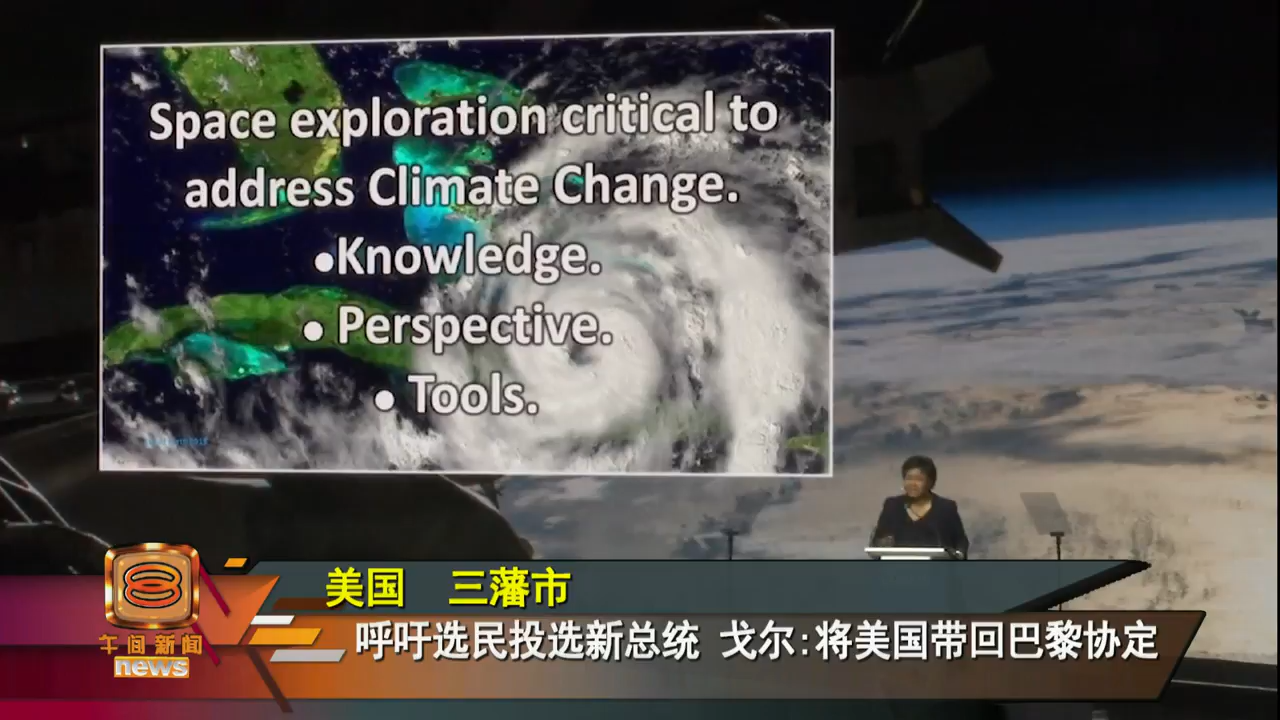 Space exploration critical to
address Climate Change.
•Knowledge.
• Perspective.
• Tools.
美国 三藩市
呼吁选民投选新总统 戈尔:将美国带回巴黎协定
午间新闻
news